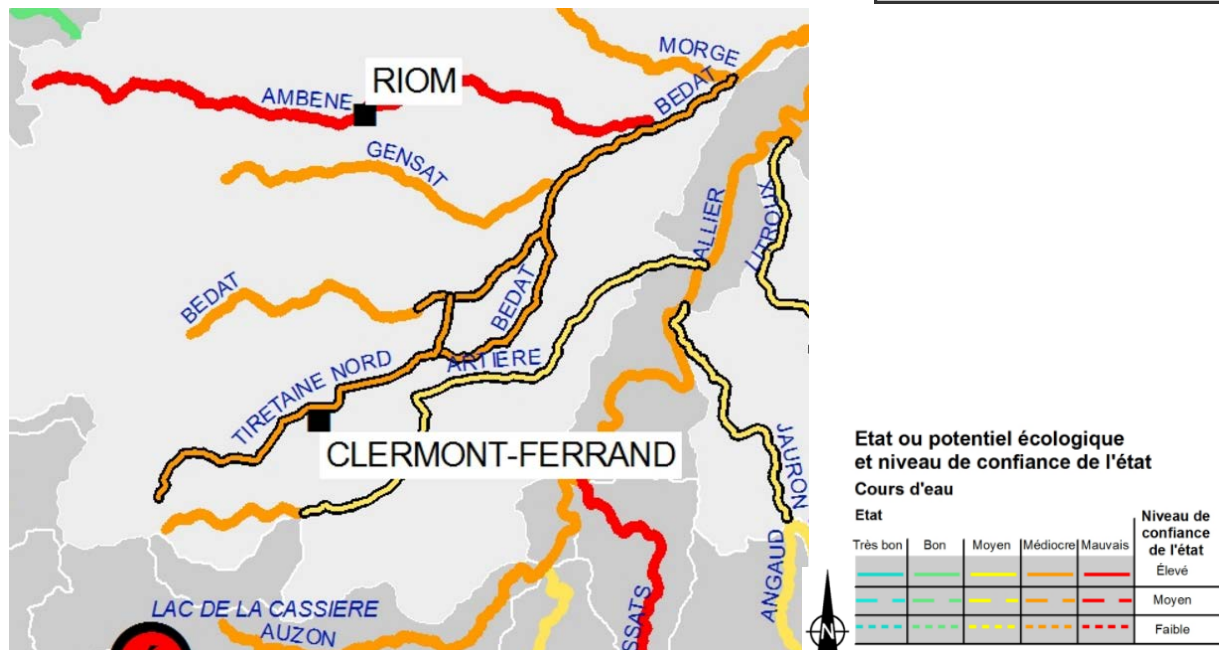 MORGE
RIOM
BEDAT
AMBENE
GENSAT
ALLIER
LITROUX
BEDAT
BEDAT
ARTIERE
TIRETAINE NORD
CLERMONT-FERRAND
JAURON
ANGAUD
LAC DE LA CASSIERE
AUZON
SSATS
Etat ou potentiel écologique
et niveau de confiance de l'état
Cours d'eau
Etat
Très bon
Bon
Moyen
Médiocre
Mauvais
Niveau de
confiance
de l'état
Élevé
Moyen
Faible
N